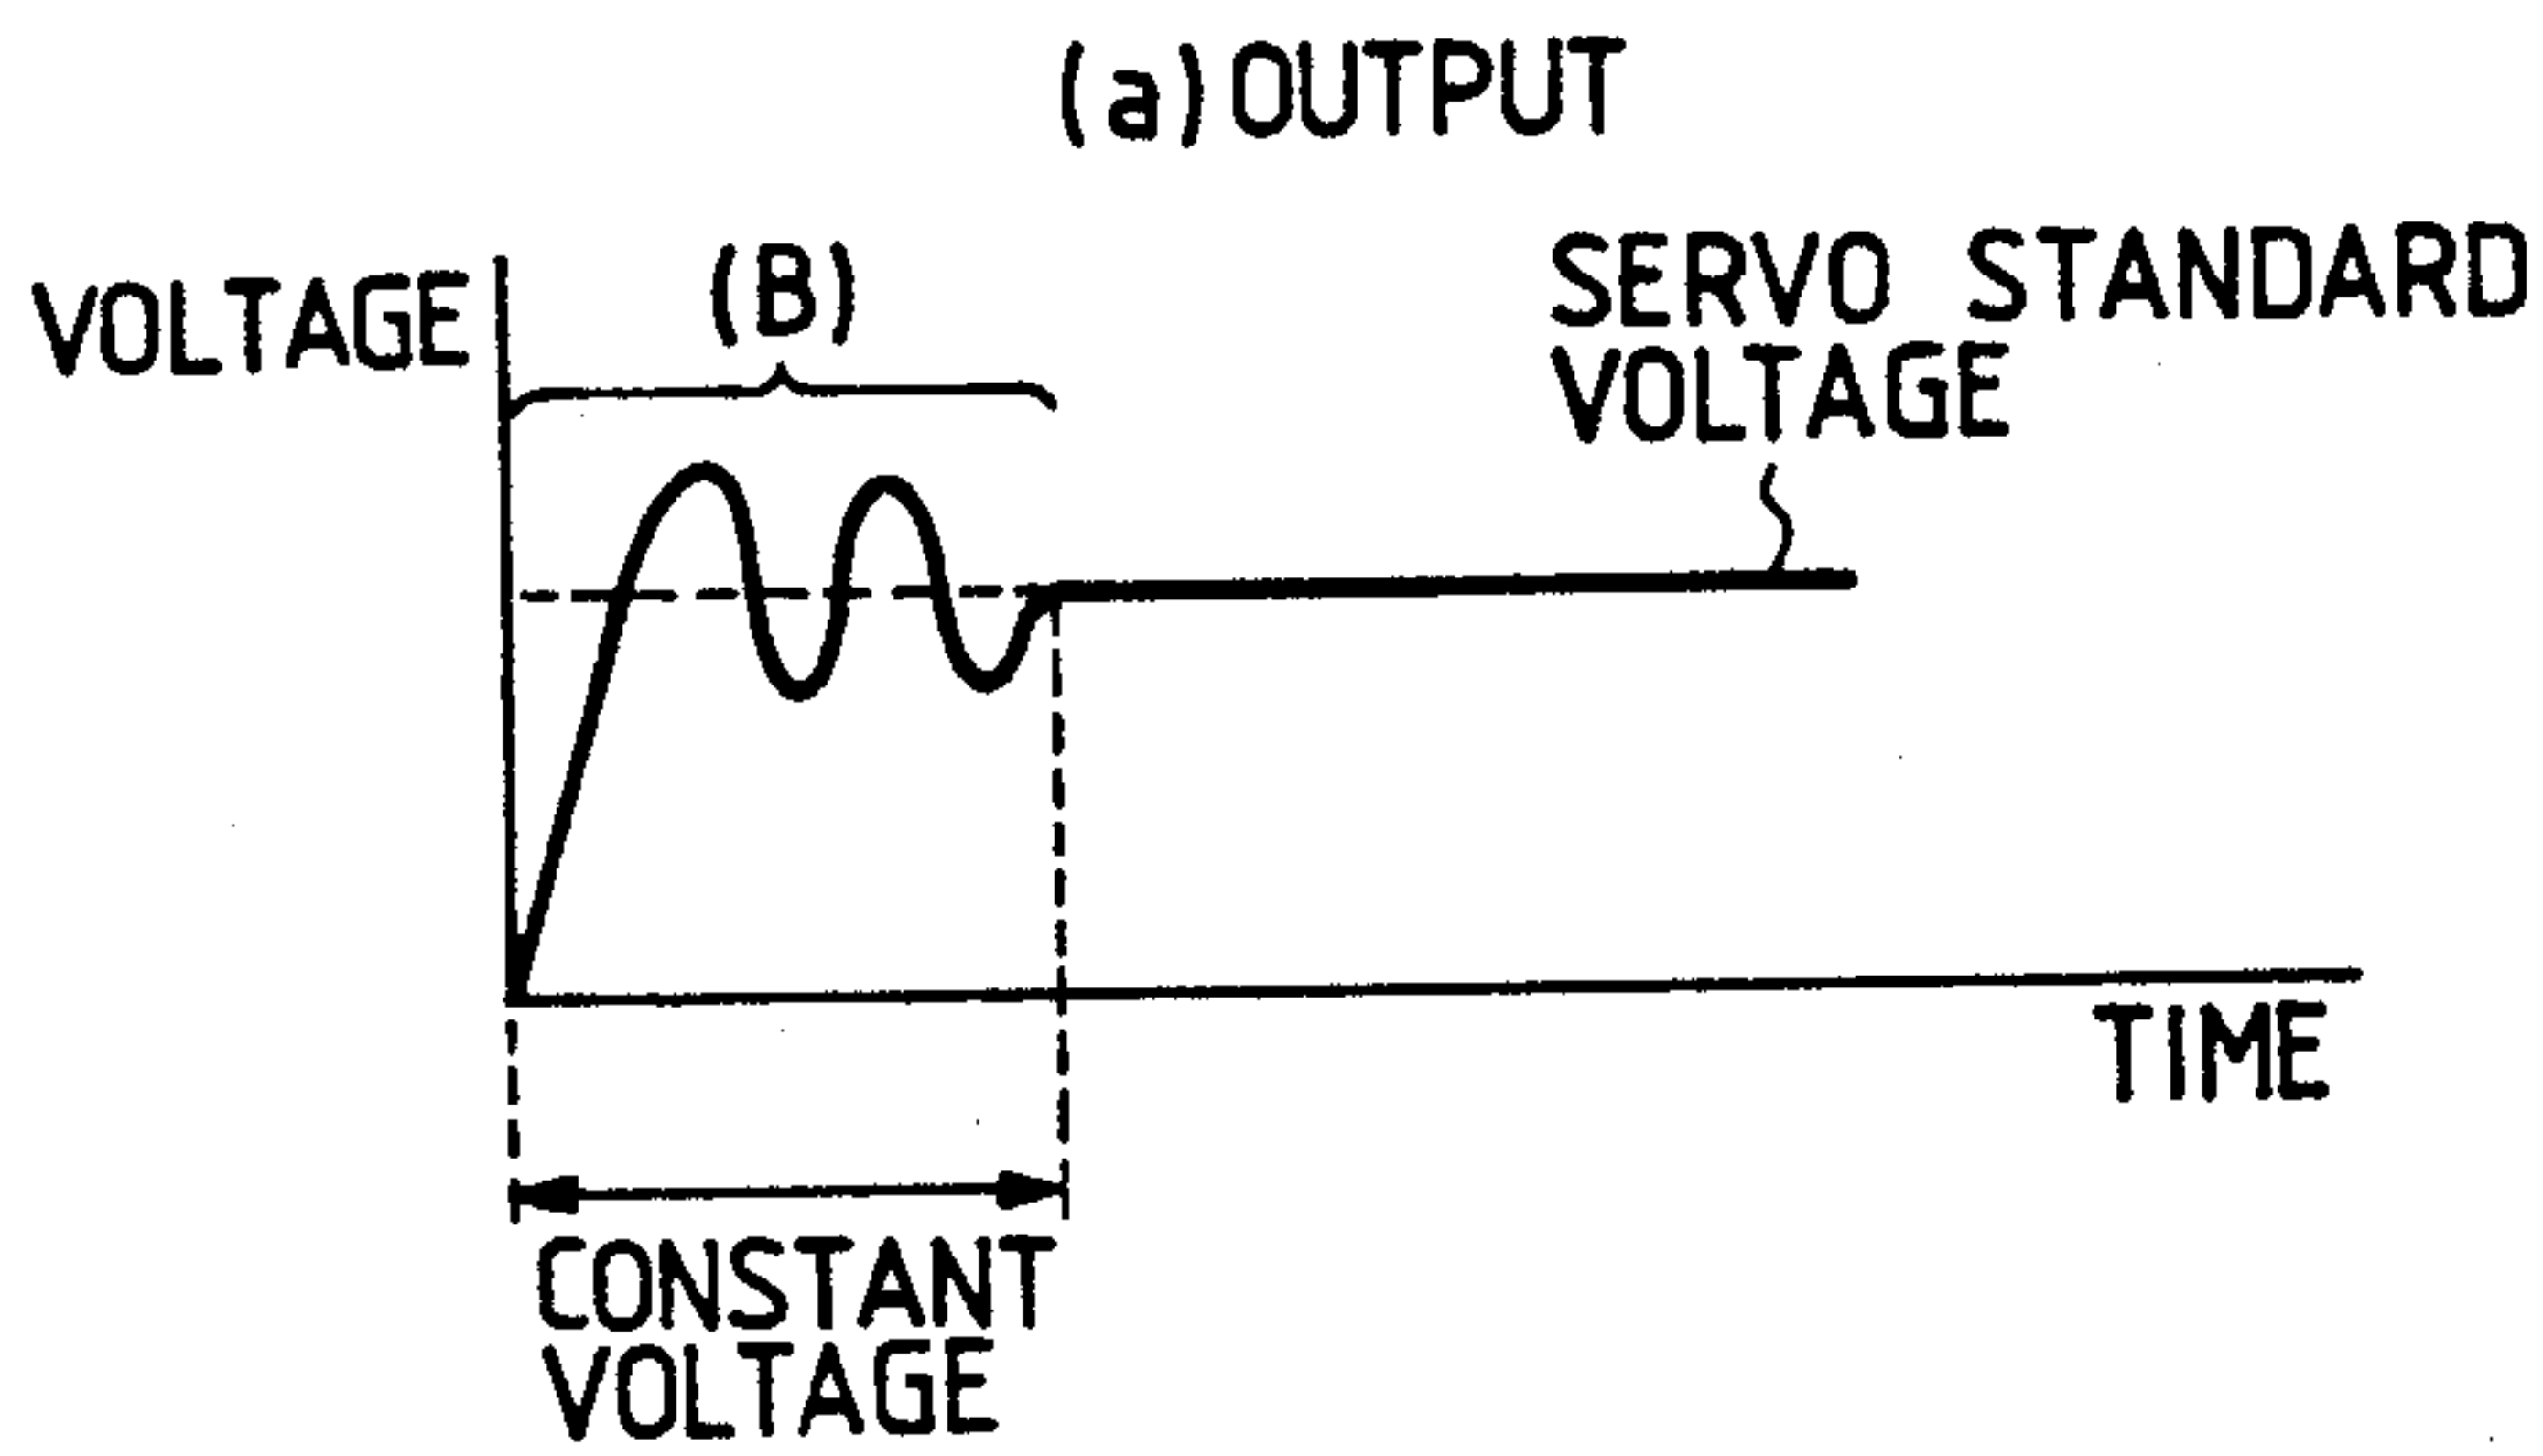 (a) OUTPUT
VOLTAGE
(B)
SERVO STANDARD
VOLTAGE
TIME
CONSTANT
VOLTAGE